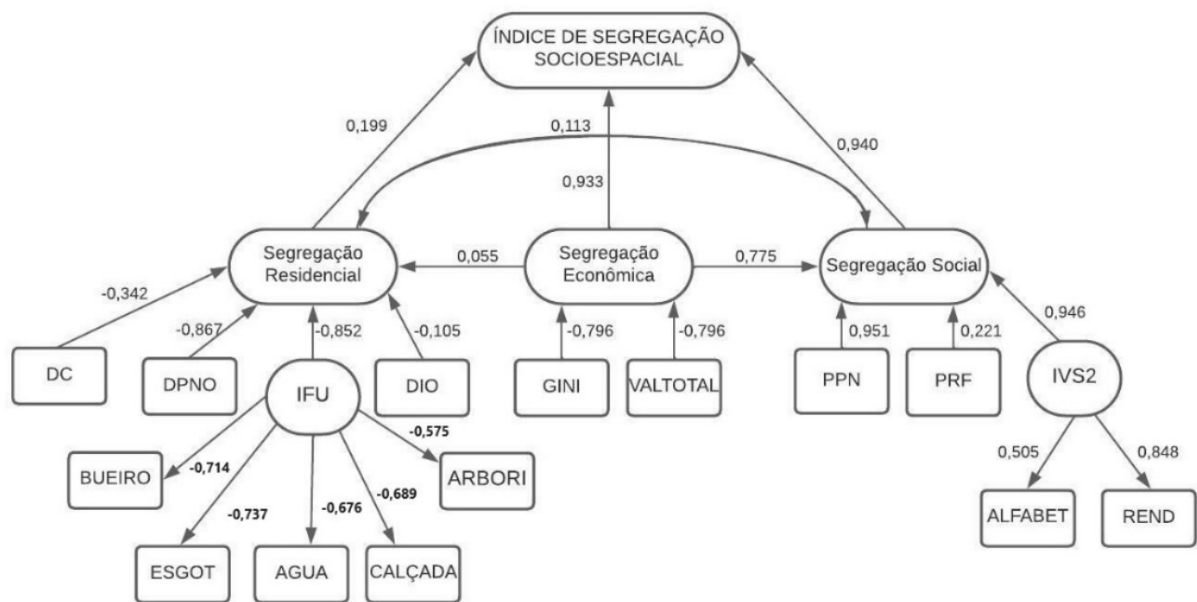 ÍNDICE DE SEGREGAÇÃO
SOCIOESPACIAL
0,199
0,113
0,940
0,933
Segregação
Residencial
0,055
Segregação
Econômica
0,775
Segregação Social
-0,342
-0,867
-0,852
-0,105
-0,796
-0,796
0,951
0,221
0,946
DC
DPNO
IFU
DIO
GINI
VALTOTAL
PPN
PRF
IVS2
-0,575
-0,714
-0,737
-0,676
-0,689
0,505
0,848
BUEIRO
ARBORI
ALFABET
REND
ESGOT
AGUA
CALÇADA